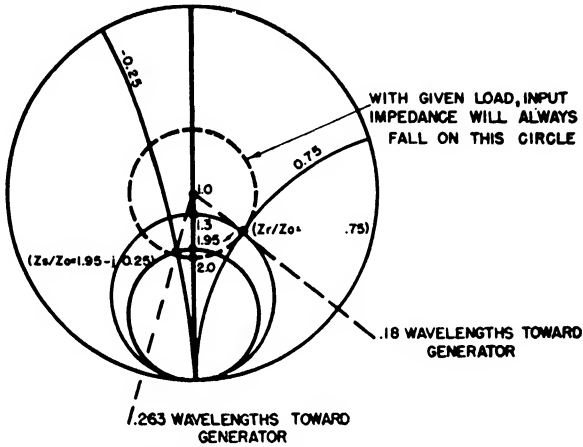 -0.25
WITH GIVEN LOAD, INPUT
IMPEDANCE WILL ALWAYS
FALL ON THIS CIRCLE
0.75
1.0
1.3
1.95
(Zr/Zo= .75)
(Zs/Zo=1.95-j 0.25)
2.0
.18 WAVELENGTHS TOWARD
GENERATOR
.263 WAVELENGTHS TOWARD
GENERATOR